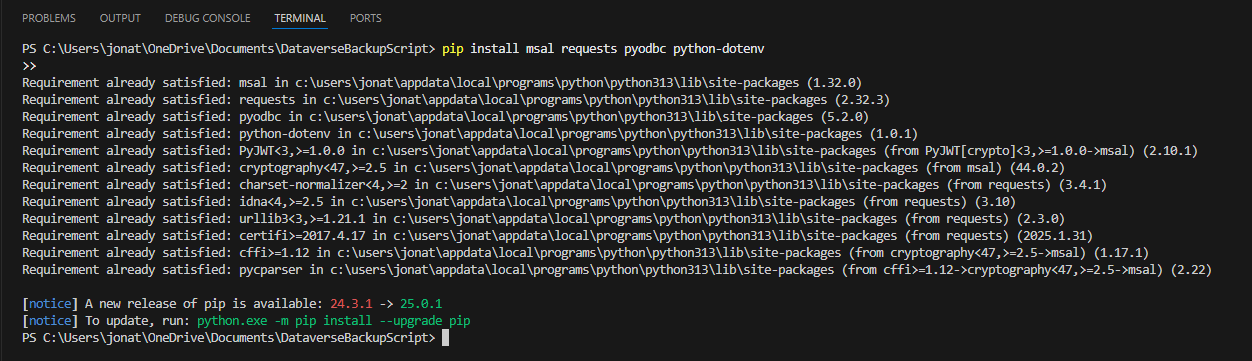 PROBLEMS OUTPUT DEBUG CONSOLE TERMINAL PORTS
PS C:\Users\jonat\OneDrive\Documents\DataverseBackupScript> pip install msal requests pyodbc python-dotenv
>>
Requirement already satisfied: msal in c:\users\jonat\appdata\local\programs\python\python313\lib\site-packages (1.32.0)
Requirement already satisfied: requests in c:\users\jonat\appdata\local\programs\python\python313\lib\site-packages (2.32.3)
Requirement already satisfied: pyodbc in c:\users\jonat\appdata\local\programs\python\python313\lib\site-packages (5.2.0)
Requirement already satisfied: python-dotenv in c:\users\jonat\appdata\local\programs\python\python313\lib\site-packages (1.0.1)
Requirement already satisfied: PyJWT<3,>=1.0.0 in c:\users\jonat\appdata\local\programs\python\python313\lib\site-packages (from PyJWT[crypto]<3,>=1.0.0->msal) (2.10.1)
Requirement already satisfied: cryptography<47,>=2.5 in c:\users\jonat\appdata\local\programs\python\python313\lib\site-packages (from msal) (44.0.2)
Requirement already satisfied: charset-normalizer<4,>=2 in c:\users\jonat\appdata\local\programs\python\python313\lib\site-packages (from requests) (3.4.1)
Requirement already satisfied: idna<4,>=2.5 in c:\users\jonat\appdata\local\programs\python\python313\lib\site-packages (from requests) (3.10)
Requirement already satisfied: urllib3<3,>=1.21.1 in c:\users\jonat\appdata\local\programs\python\python313\lib\site-packages (from requests) (2.3.0)
Requirement already satisfied: certifi>=2017.4.17 in c:\users\jonat\appdata\local\programs\python\python313\lib\site-packages (from requests) (2025.1.31)
Requirement already satisfied: cffi>=1.12 in c:\users\jonat\appdata\local\programs\python\python313\lib\site-packages (from cryptography<47,>=2.5->msal) (1.17.1)
Requirement already satisfied: pycparser in c:\users\jonat\appdata\local\programs\python\python313\lib\site-packages (from cffi>=1.12->cryptography<47,>=2.5->msal) (2.22)
[notice] A new release of pip is available: 24.3.1 -> 25.0.1
[notice] To update, run: python.exe -m pip install --upgrade pip
PS C:\Users\jonat\OneDrive\Documents\DataverseBackupScript>